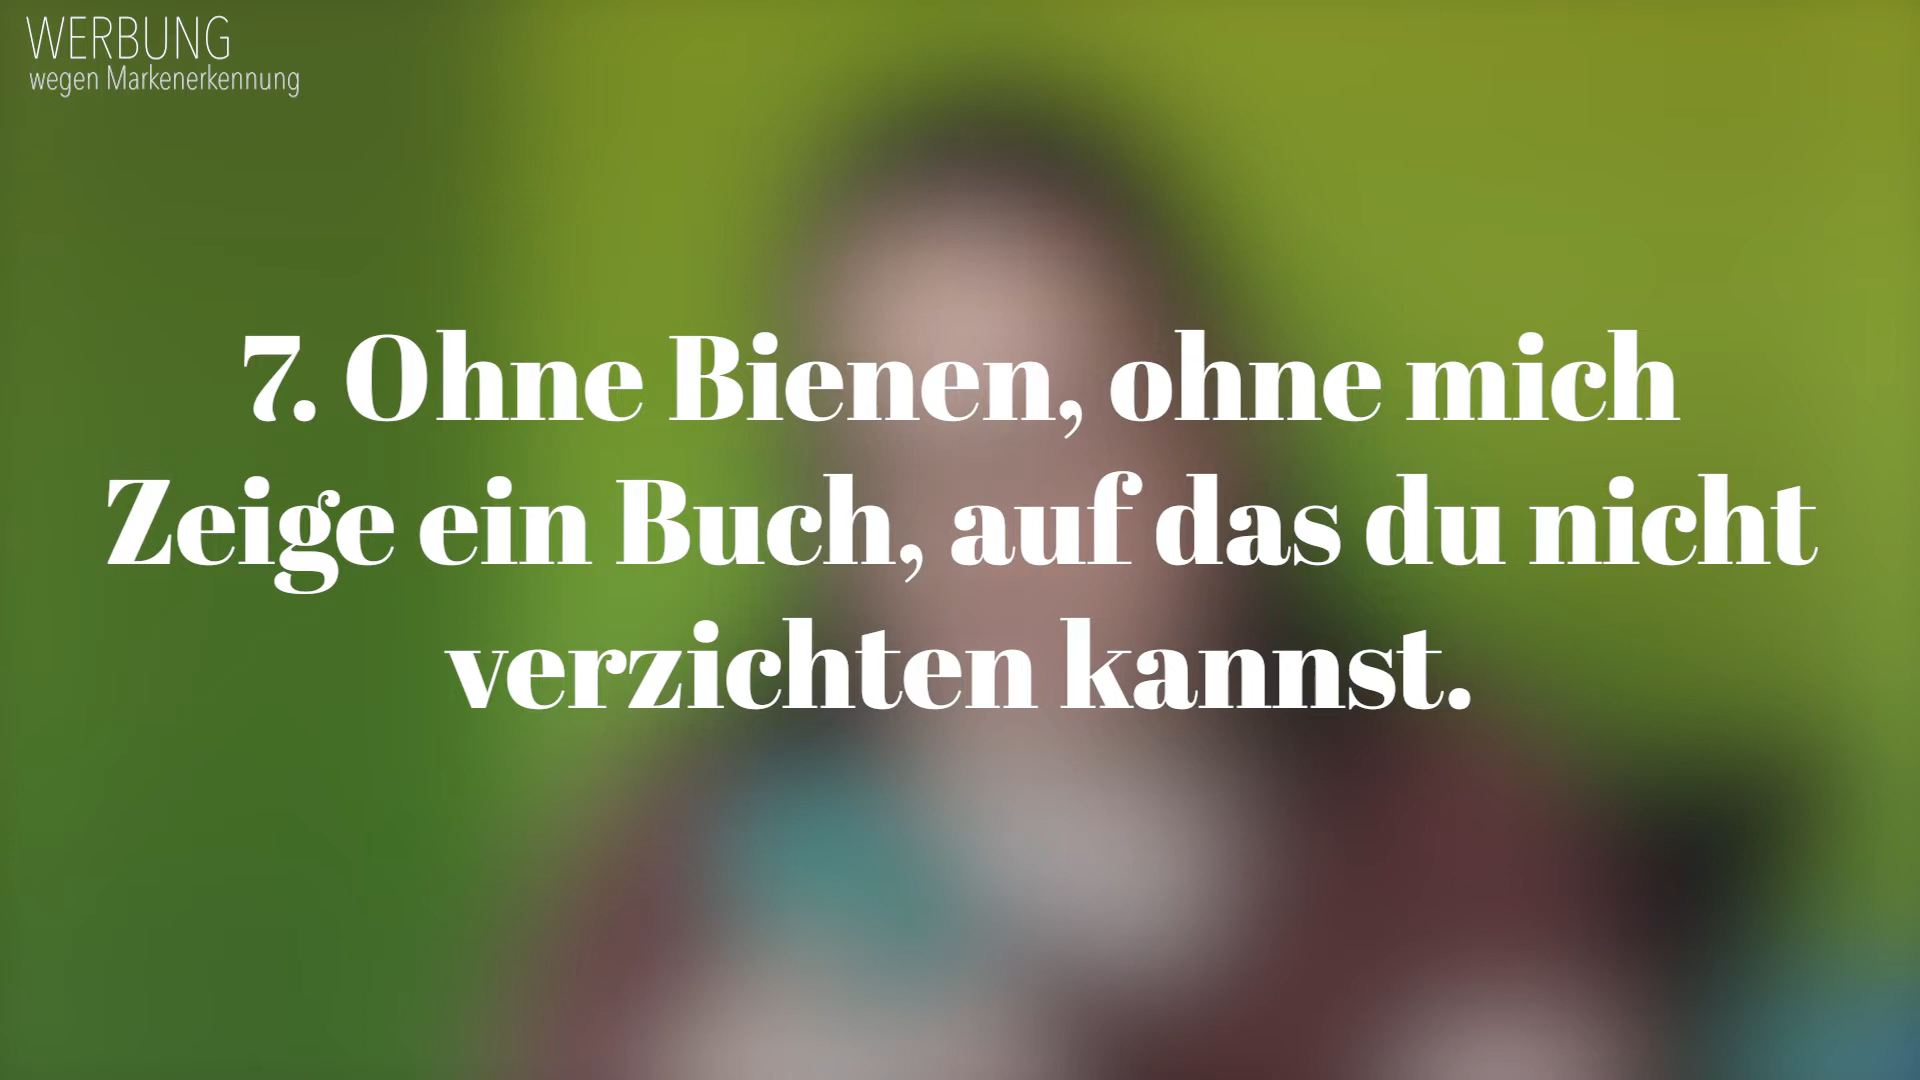 WERBUNG
wegen Markenerkennung
7. Ohne Bienen, ohne mich
Zeige ein Buch, auf das du nicht
verzichten kannst.